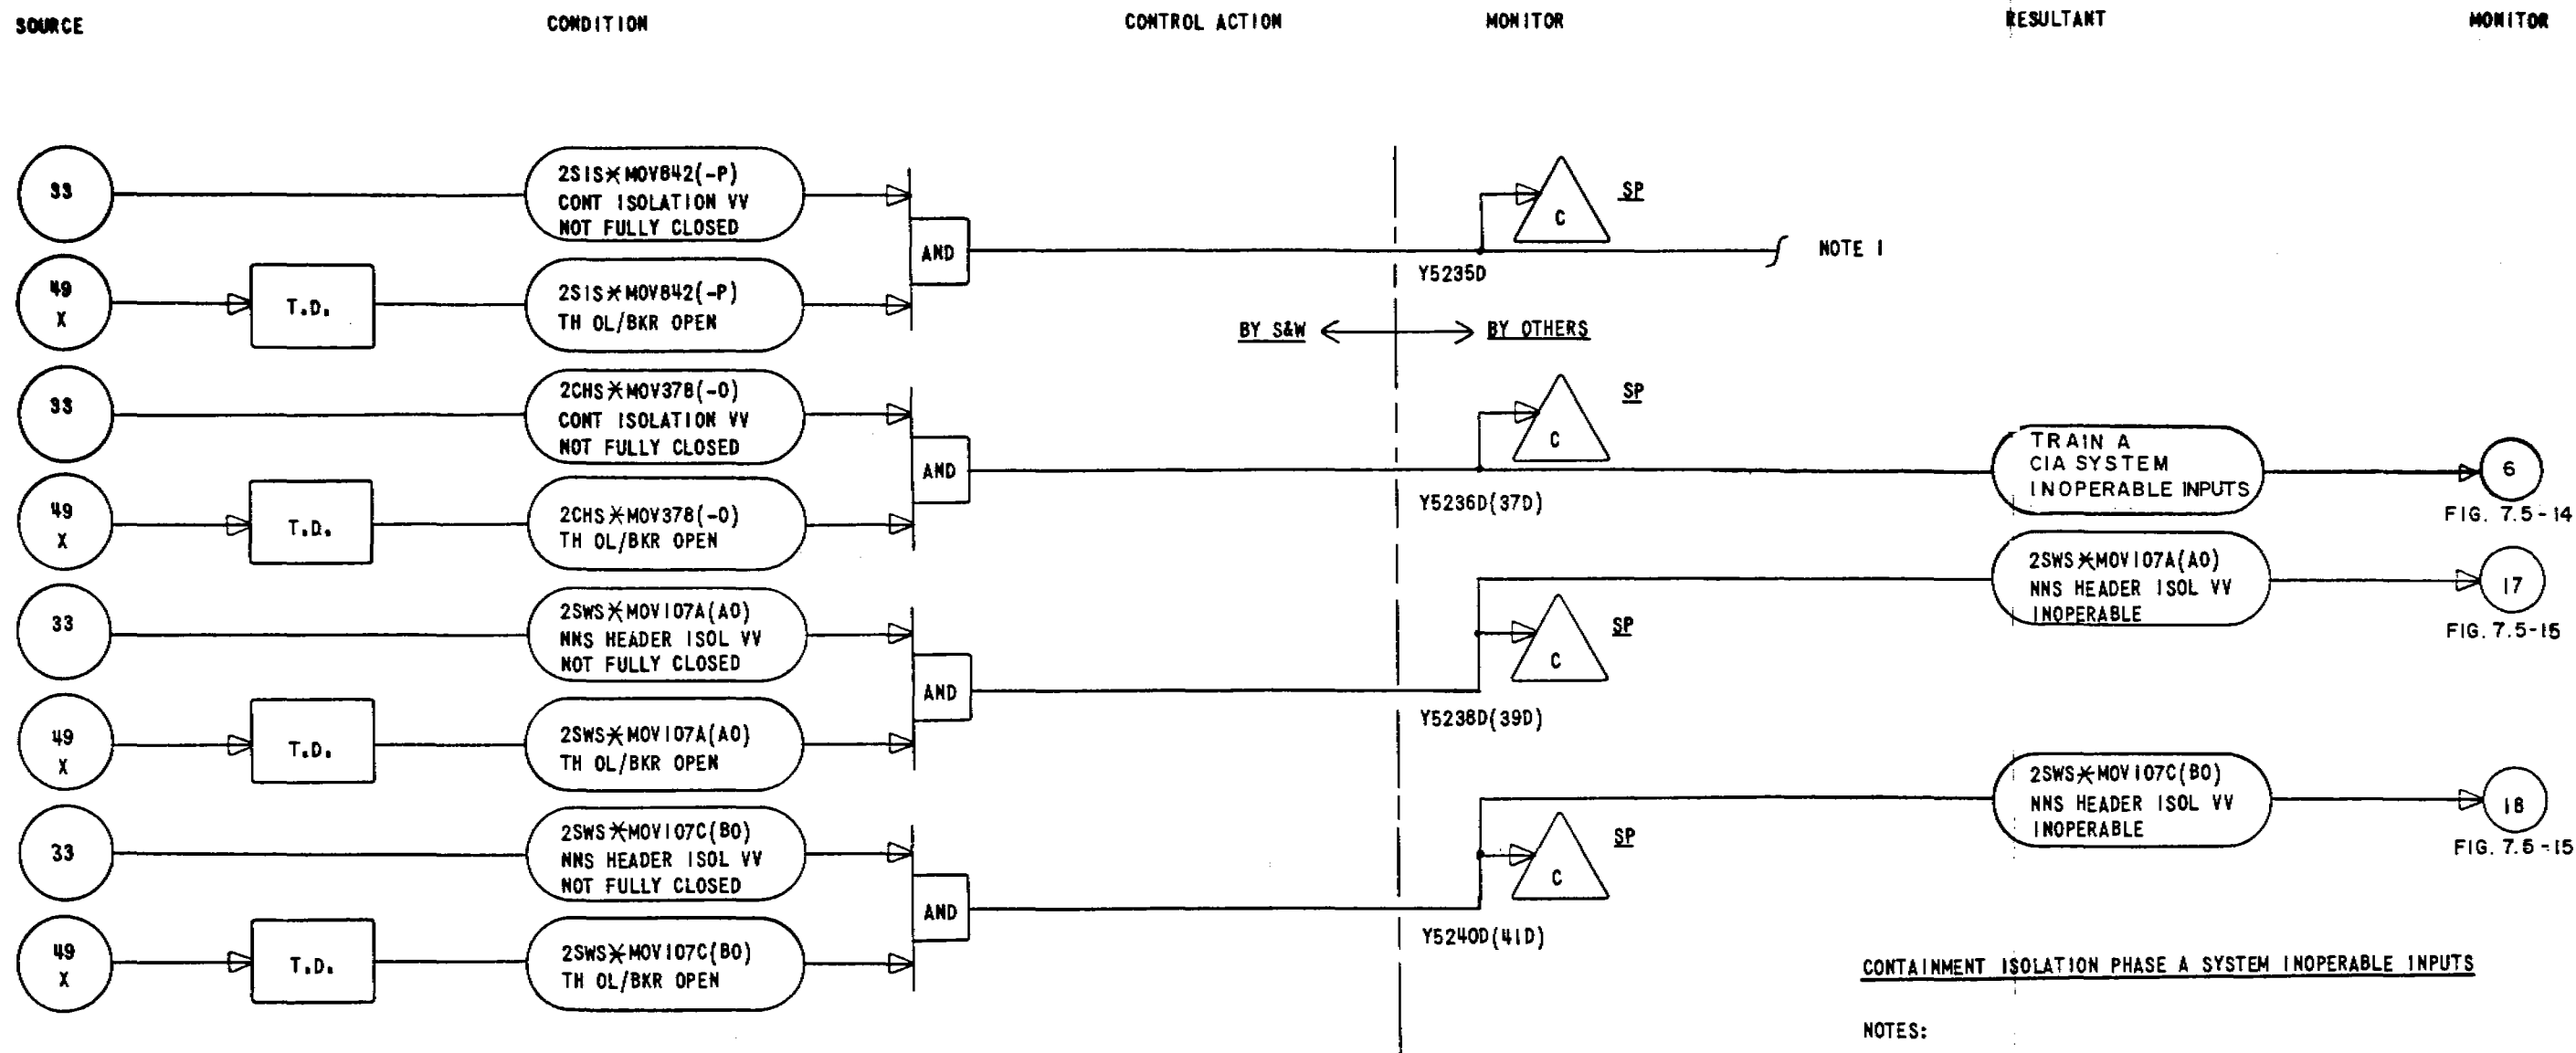 SOURCE CONDITION CONTROL ACTION MONITOR RESULTANT MONITOR
33
2SIS*MOV842(-P)
CONT ISOLATION VV
NOT FULLY CLOSED
AND
C
SP
Y5235D
NOTE 1
49
X
T.D.
2SIS*MOV842(-P)
TH OL/BKR OPEN
BY S&W
BY OTHERS
33
2CHS*MOV378(-O)
CONT ISOLATION VV
NOT FULLY CLOSED
AND
C
SP
Y5236D(37D)
TRAIN A
CIA SYSTEM
INOPERABLE INPUTS
6
FIG. 7.5-14
49
X
T.D.
2CHS*MOV378(-O)
TH OL/BKR OPEN
33
2SWS*MOV107A(AO)
NNS HEADER ISOL VV
NOT FULLY CLOSED
AND
C
SP
Y5238D(39D)
2SWS*MOV107A(AO)
NNS HEADER ISOL VV
INOPERABLE
17
FIG. 7.5-15
49
X
T.D.
2SWS*MOV107A(AO)
TH OL/BKR OPEN
33
2SWS*MOV107C(BO)
NNS HEADER ISOL VV
NOT FULLY CLOSED
AND
C
SP
Y5240D(41D)
2SWS*MOV107C(BO)
NNS HEADER ISOL VV
INOPERABLE
18
FIG. 7.5-15
49
X
T.D.
2SWS*MOV107C(BO)
TH OL/BKR OPEN
CONTAINMENT ISOLATION PHASE A SYSTEM INOPERABLE INPUTS
NOTES: